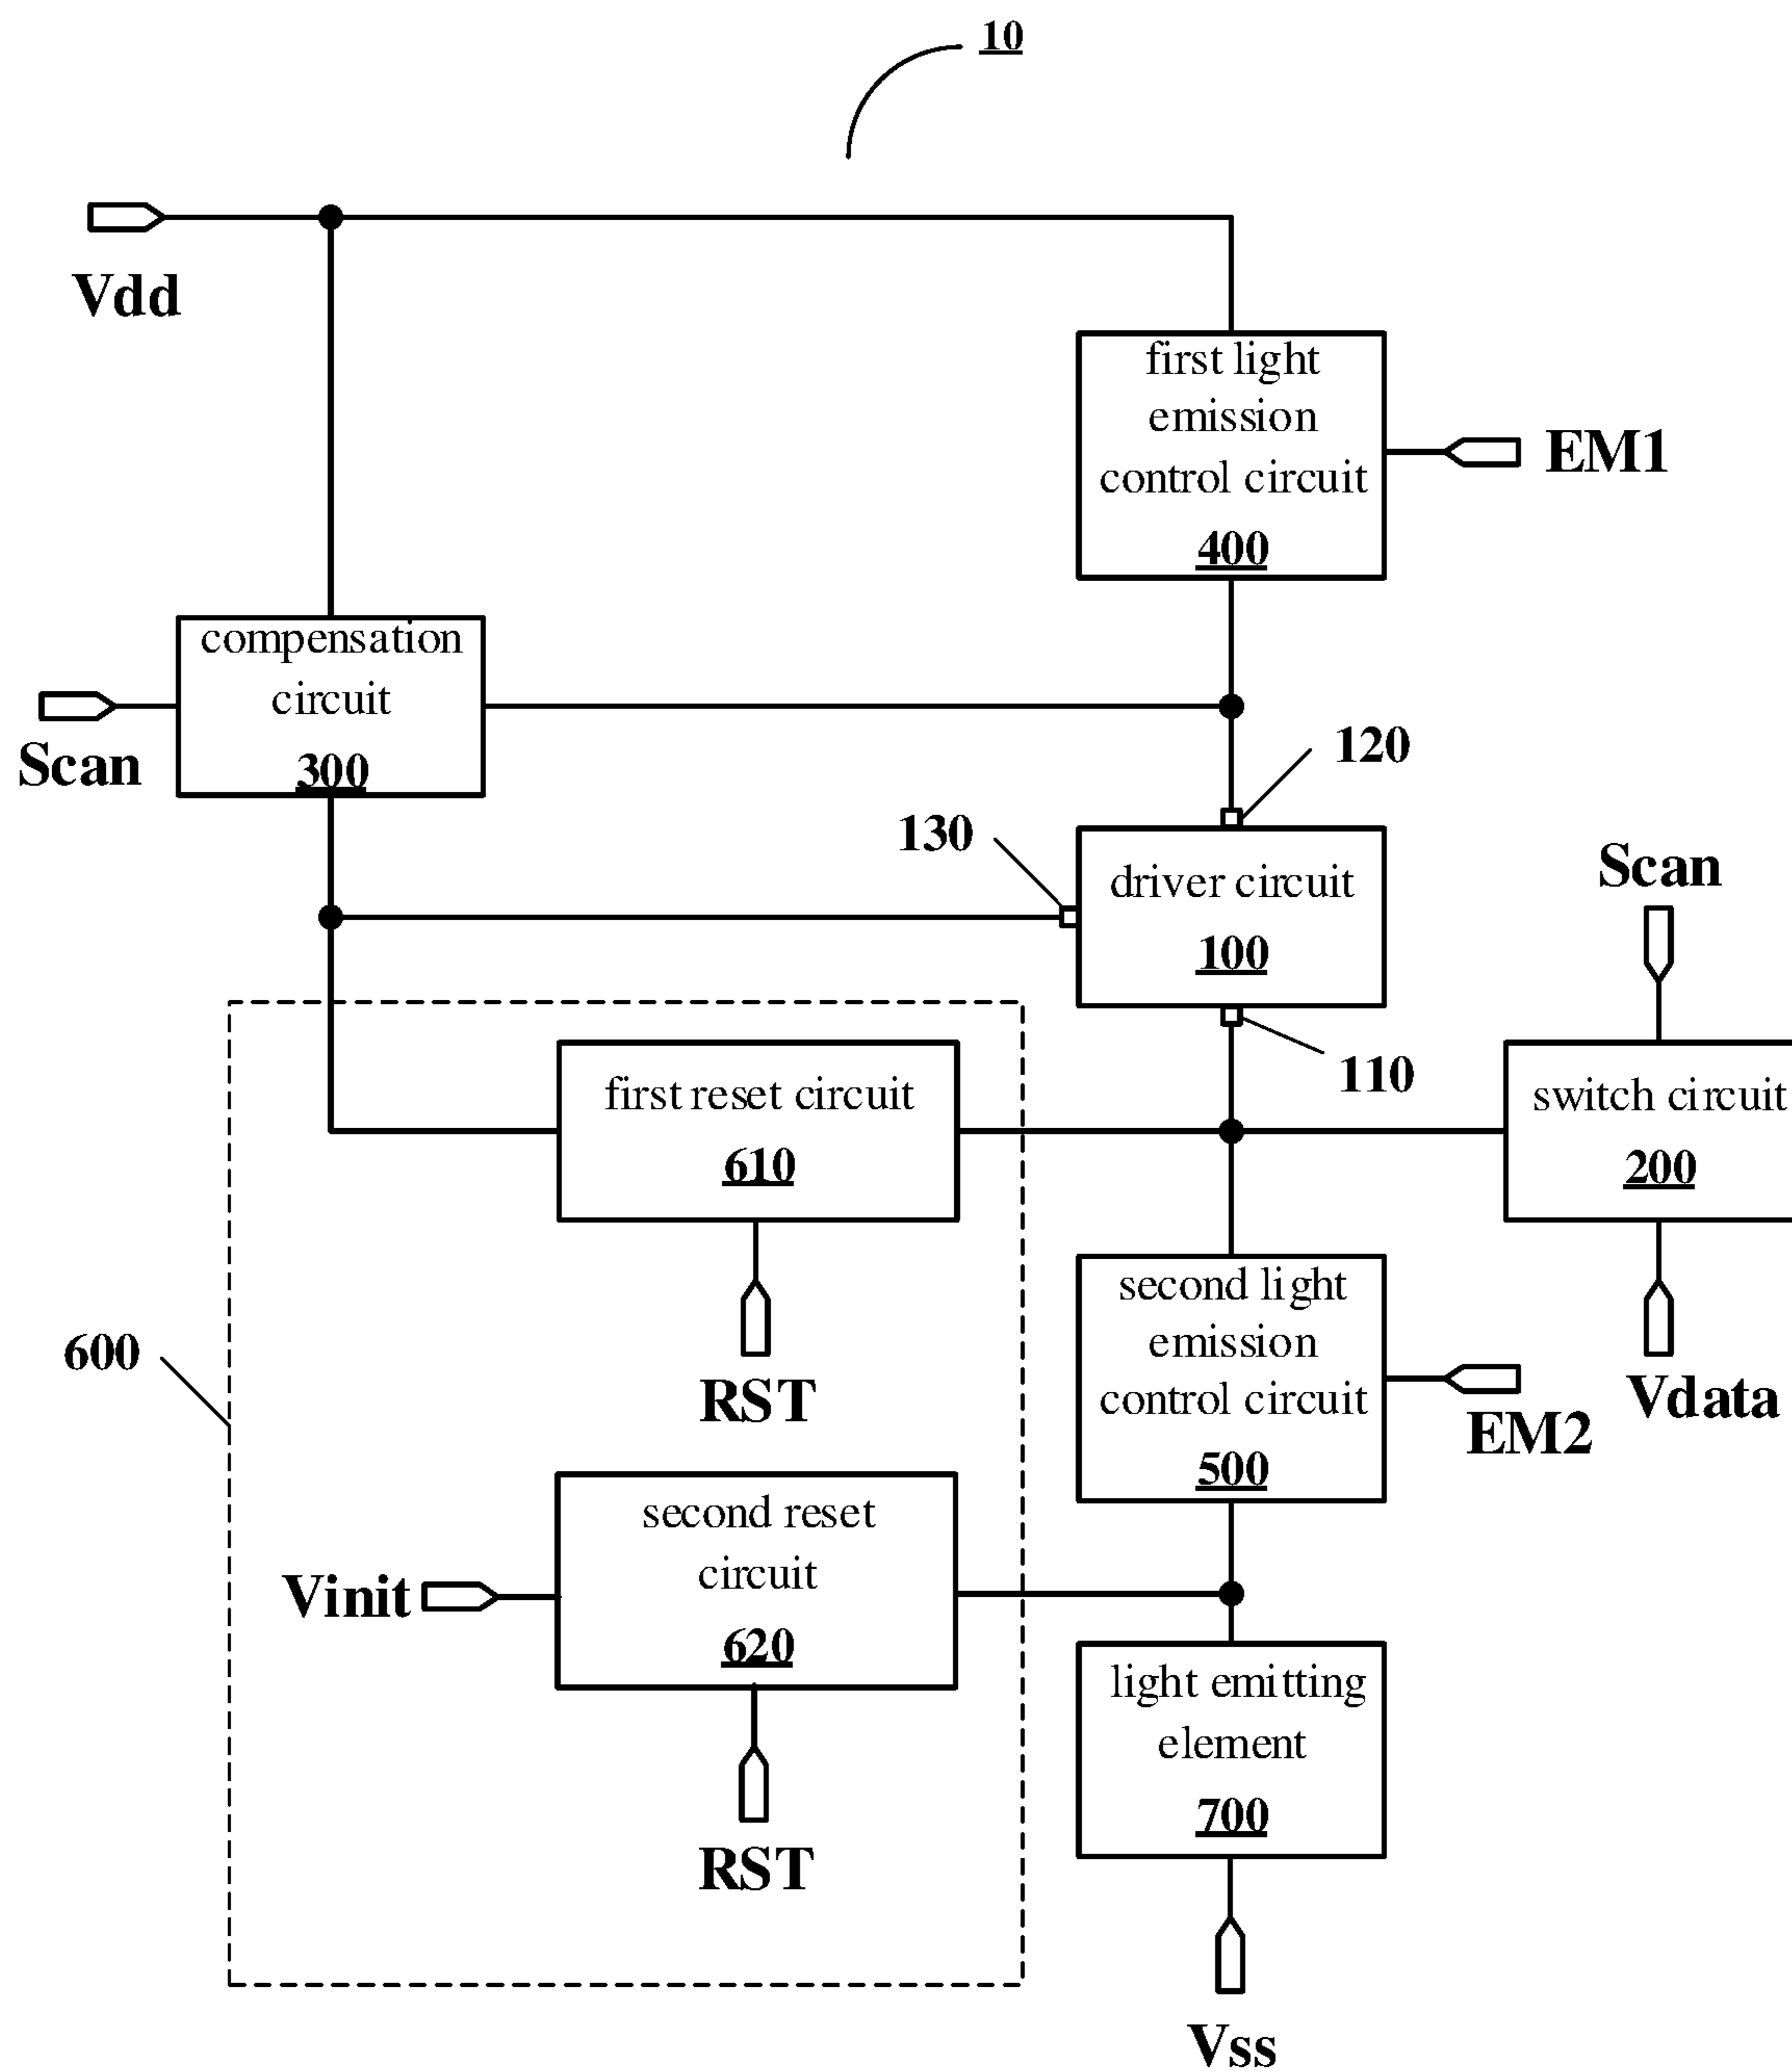 10
Vdd
first light
emission
control circuit
400
EM1
compensation
circuit
300
Scan
120
130
driver circuit
100
Scan
110
first reset circuit
610
switch circuit
200
RST
second light
emission
control circuit
500
EM2
Vdata
600
second reset
circuit
620
Vinit
RST
light emitting
element
700
Vss